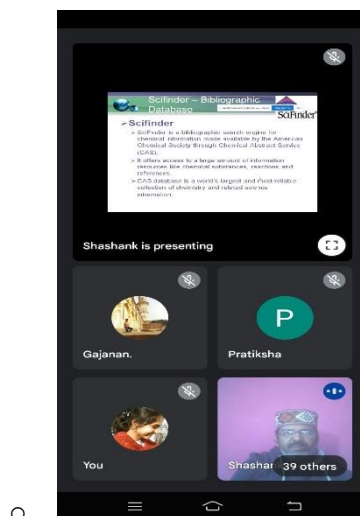 Scifinder – Bibliographic
Database
SciFinder
➢Scifinder
➢ SciFinder is a bibliographic search engine for
chemical information made available by the American
Chemical Society through Chemical Abstract Service
(CAS).
➢ It offers access to a large amount of information
resources like chemical substances, reactions and
references.
➢ CAS database is a world's largest and most reliable
collection of chemistry and related science
information.
Shashank is presenting
Gajanan.
P
Pratiksha
You
Shashan
39 others